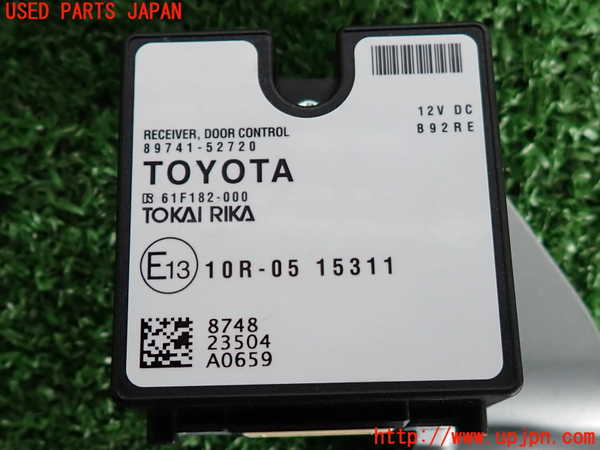 USED PARTS JAPAN
12V DC
B92RE
RECEIVER, DOOR CONTROL
89741-52720
TOYOTA
61F182-000
TOKAI RIKA
E13 10R-05 15311
8748
23504
A0659
http://www.upjpn.com/